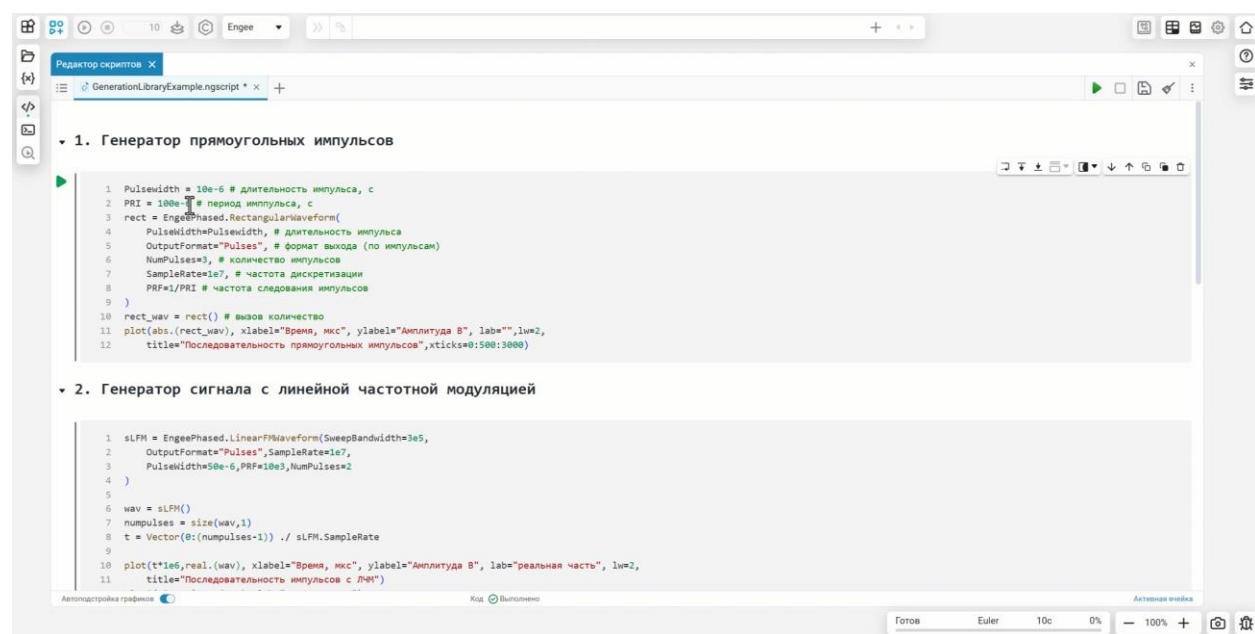 10 Engee
Редактор скриптов
GenerationLibraryExample.ngscript *
1. Генератор прямоугольных импульсов
1 Pulsewidth = 10e-6 # длительность импульса, с
2 PRI = 100e-6 # период имппульса, с
3 rect = EngeePhased.RectangularWaveform(
4 PulseWidth=Pulsewidth, # длительность импульса
5 OutputFormat="Pulses", # формат выхода (по импульсам)
6 NumPulses=3, # количество импульсов
7 SampleRate=1e7, # частота дискретизации
8 PRF=1/PRI # частота следования импульсов
9 )
10 rect_wav = rect() # вызов количество
11 plot(abs.(rect_wav), xlabel="Время, мкс", ylabel="Амплитуда В", lab="",lw=2,
12 title="Последовательность прямоугольных импульсов",xticks=0:500:3000)
2. Генератор сигнала с линейной частотной модуляцией
1 sLFM = EngeePhased.LinearFMWaveform(SweepBandwidth=3e5,
2 OutputFormat="Pulses",SampleRate=1e7,
3 PulseWidth=50e-6,PRF=10e3,NumPulses=2
4 )
5
6 wav = sLFM()
7 numpulses = size(wav,1)
8 t = Vector(0:(numpulses-1)) ./ sLFM.SampleRate
9
10 plot(t*1e6,real.(wav), xlabel="Время, мкс", ylabel="Амплитуда В", lab="реальная часть", lw=2,
11 title="Последовательность импульсов с ЛЧМ")
Автоподстройка графиков Код Выполнено Активная ячейка
Готов Euler 10с 0% 100%